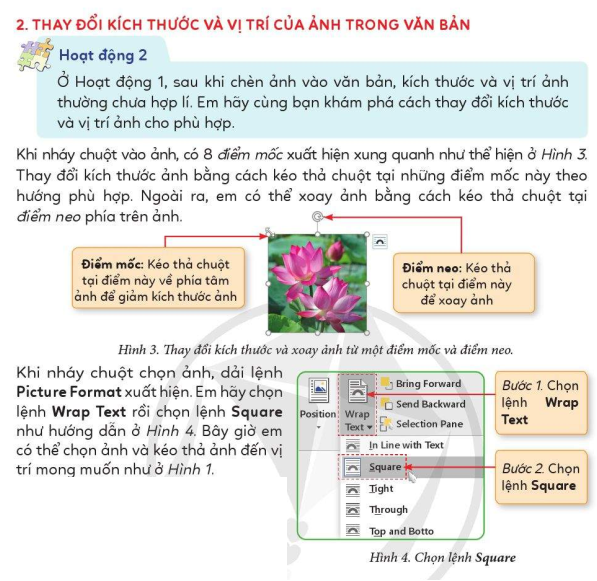 2. THAY ĐỔI KÍCH THƯỚC VÀ VỊ TRÍ CỦA ẢNH TRONG VĂN BẢN
Hoạt động 2
Ở Hoạt động 1, sau khi chèn ảnh vào văn bản, kích thước và vị trí ảnh
thường chưa hợp lí. Em hãy cùng bạn khám phá cách thay đổi kích thước
và vị trí ảnh cho phù hợp.
Khi nháy chuột vào ảnh, có 8 điểm mốc xuất hiện xung quanh như thể hiện ở Hình 3.
Thay đổi kích thước ảnh bằng cách kéo thả chuột tại những điểm mốc này theo
hướng phù hợp. Ngoài ra, em có thể xoay ảnh bằng cách kéo thả chuột tại
điểm neo phía trên ảnh.
Điểm mốc: Kéo thả chuột
tại điểm này về phía tâm
ảnh để giảm kích thước ảnh
Điểm neo: Kéo thả
chuột tại điểm này
để xoay ảnh
Hình 3. Thay đổi kích thước và xoay ảnh từ một điểm mốc và điểm neo.
Khi nháy chuột chọn ảnh, dải lệnh
Picture Format xuất hiện. Em hãy chọn
lệnh Wrap Text rồi chọn lệnh Square
như hướng dẫn ở Hình 4. Bây giờ em
có thể chọn ảnh và kéo thả ảnh đến vị
trí mong muốn như ở Hình 1.
Position
Wrap
Text
Bring Forward
Send Backward
Selection Pane
In Line with Text
Square
Tight
Through
Top and Botto
Bước 1. Chọn
lệnh Wrap
Text
Bước 2. Chọn
lệnh Square
Hình 4. Chọn lệnh Square